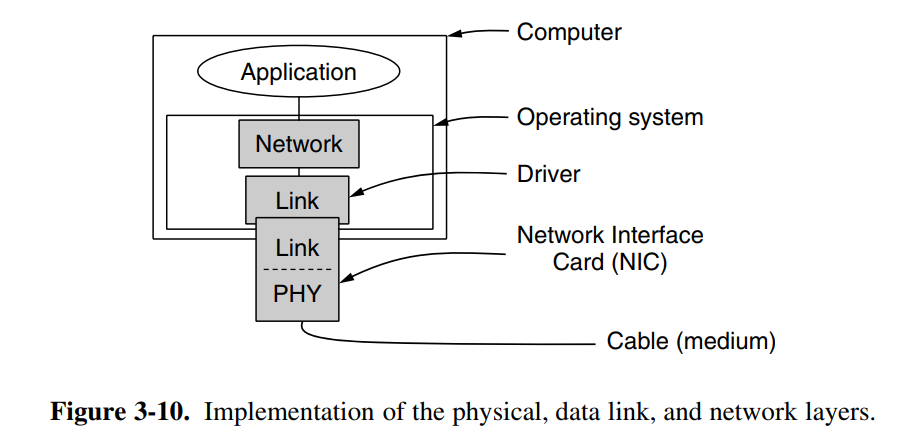 Computer
Application
Operating system
Network
Driver
Link
Link
Network Interface
Card (NIC)
PHY
Cable (medium)
Figure 3-10. Implementation of the physical, data link, and network layers.